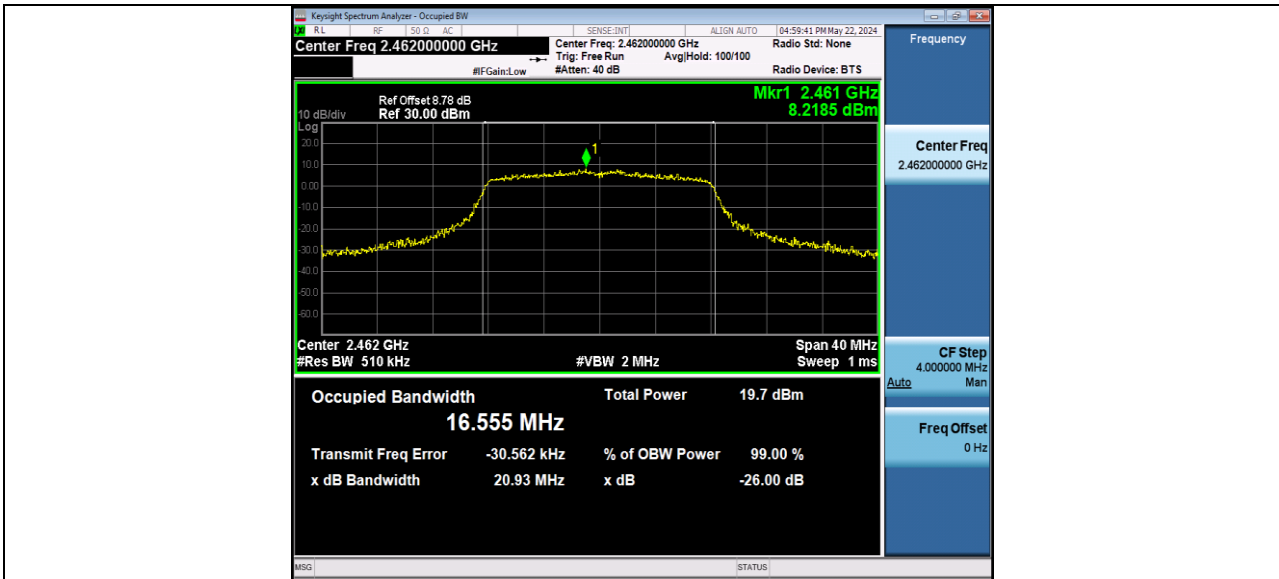 Keysight Spectrum Analyzer - Occupied BW
RL RF 50 Ω AC SENSE:INT ALIGN AUTO 04:59:41 PM May 22, 2024
Center Freq 2.462000000 GHz
Center Freq: 2.462000000 GHz Radio Std: None
Trig: Free Run Avg|Hold: 100/100
#IFGain:Low #Atten: 40 dB Radio Device: BTS
Frequency
Mkr1 2.461 GHz
8.2185 dBm
Ref Offset 8.78 dB
10 dB/div Ref 30.00 dBm
Log
20.0
10.0
0.00
-10.0
-20.0
-30.0
-40.0
-50.0
-60.0
1
Center 2.462 GHz Span 40 MHz
#Res BW 510 kHz #VBW 2 MHz Sweep 1 ms
Center Freq
2.462000000 GHz
CF Step
4.000000 MHz
Auto Man
Freq Offset
0 Hz
Occupied Bandwidth Total Power 19.7 dBm
16.555 MHz
Transmit Freq Error -30.562 kHz % of OBW Power 99.00 %
x dB Bandwidth 20.93 MHz x dB -26.00 dB
MSG STATUS